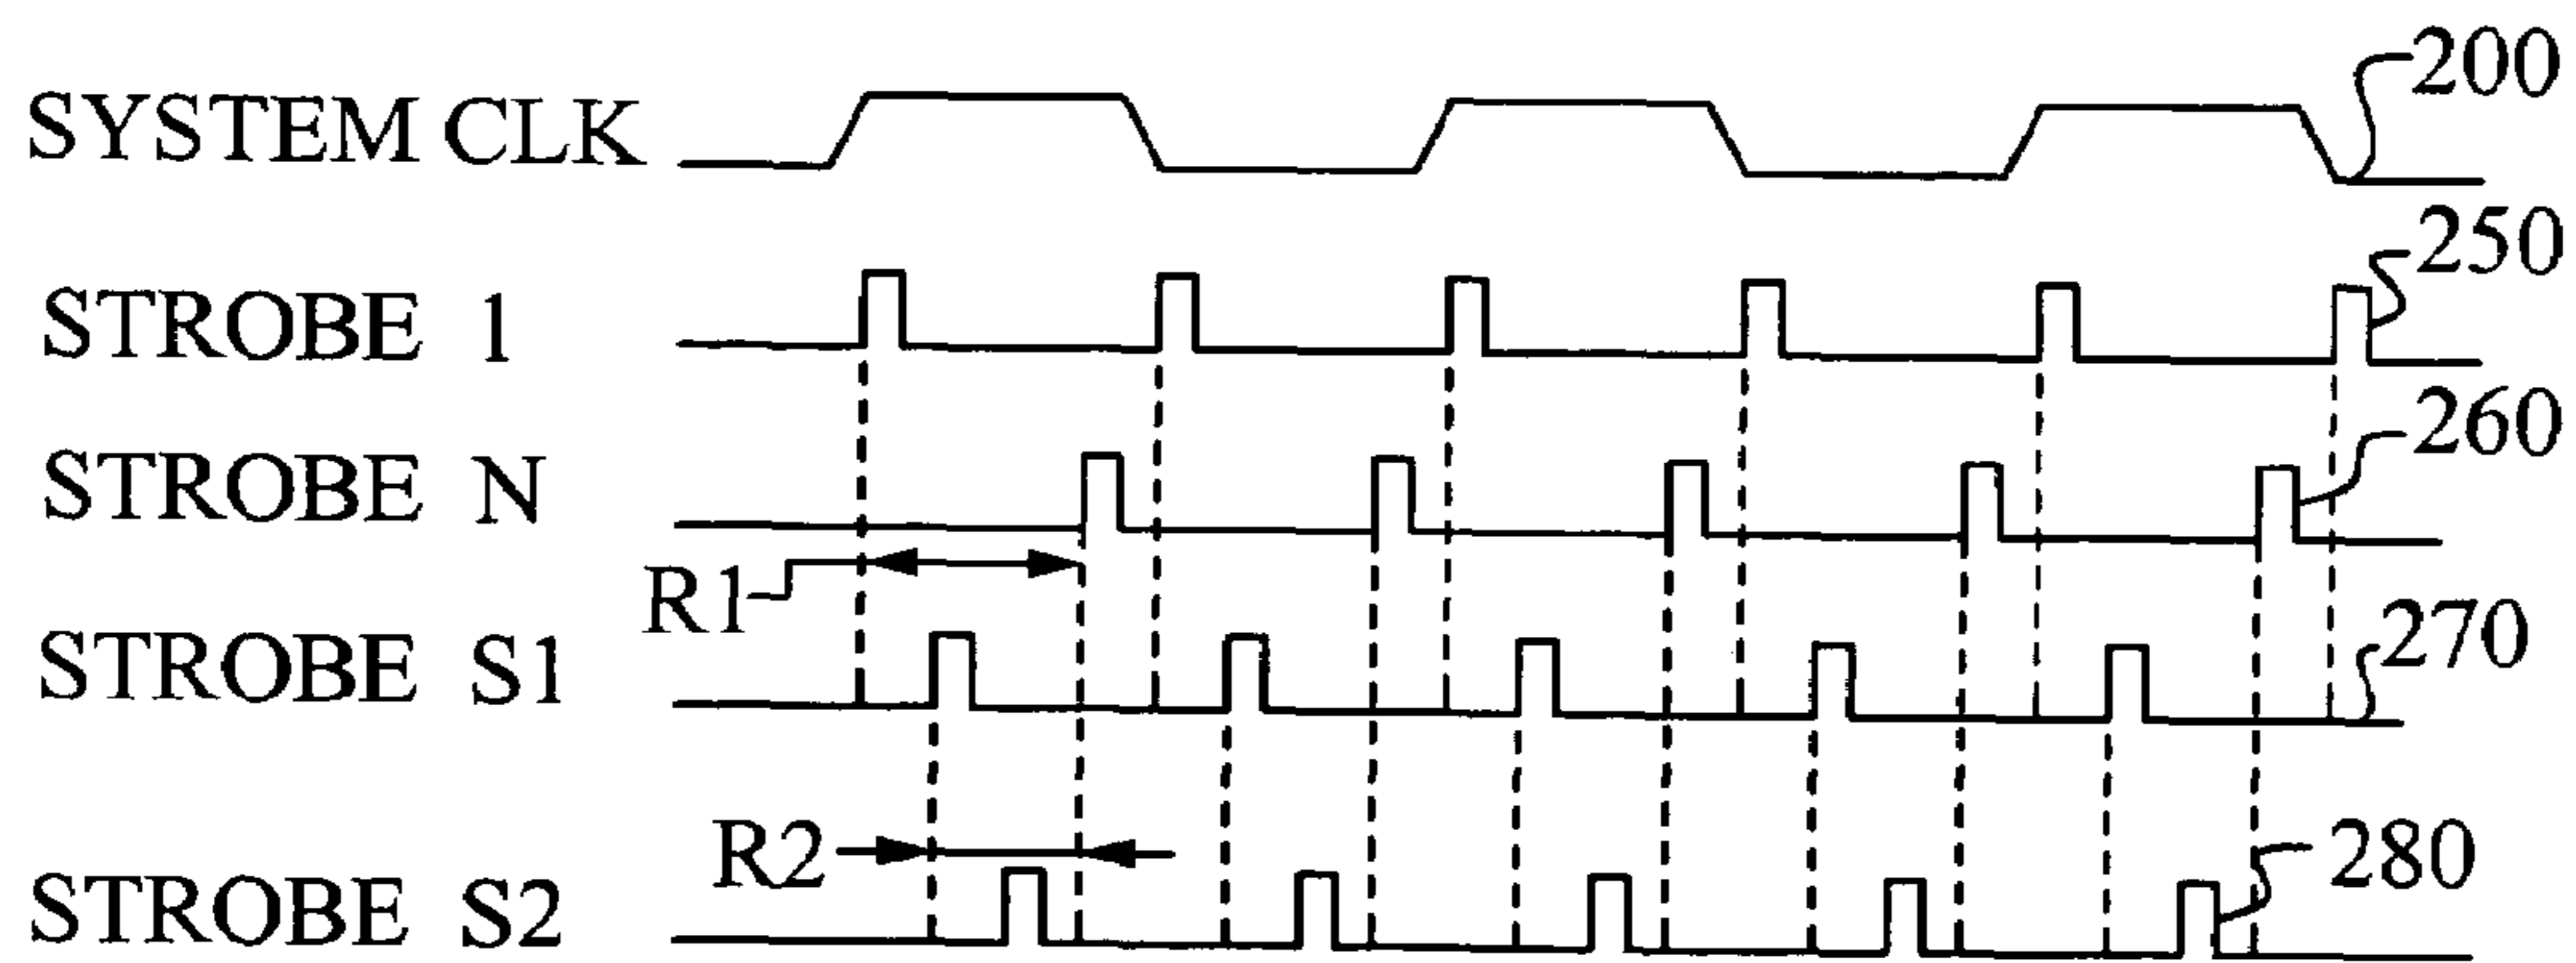 SYSTEM CLK
200
STROBE 1
250
STROBE N
260
R1
STROBE S1
270
R2
STROBE S2
280